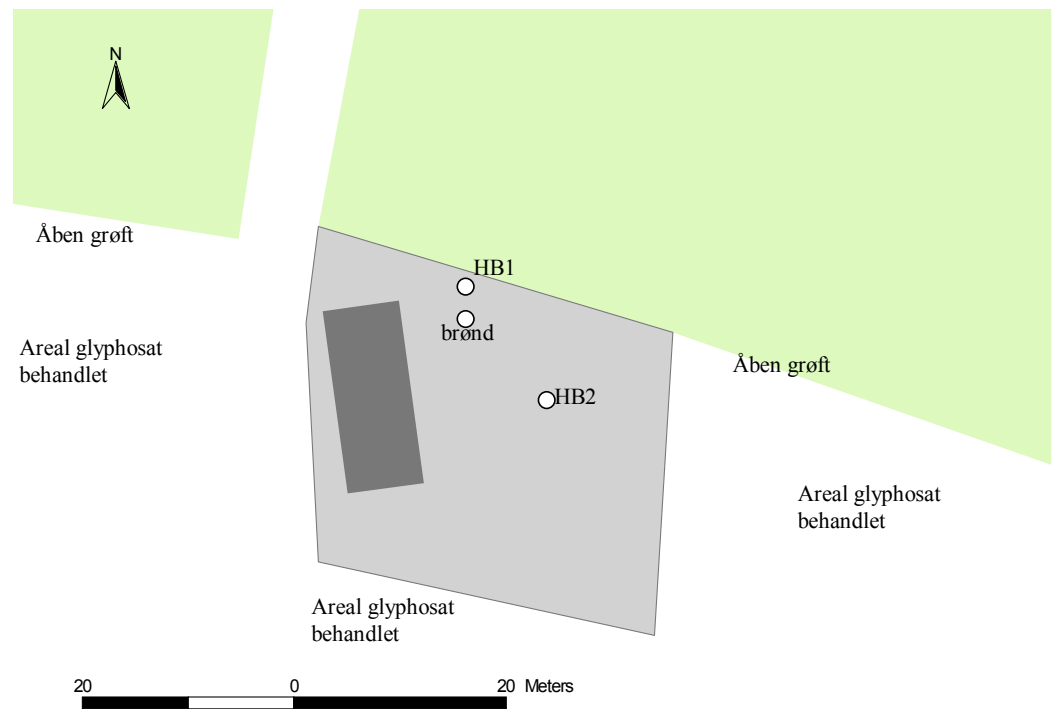 N
Åben grøft
HB1
brønd
Areal glyphosat
behandlet
Åben grøft
HB2
Areal glyphosat
behandlet
Areal glyphosat
behandlet
20 0 20 Meters